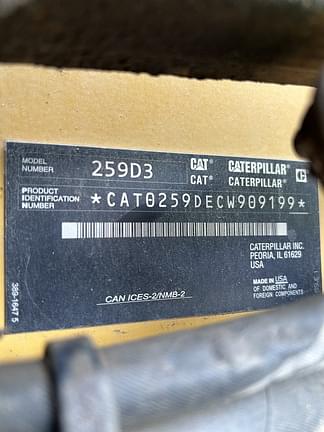 MODEL
NUMBER
259D3
CAT® CATERPILLAR®
CAT® CATERPILLAR®
PRODUCT
IDENTIFICATION
NUMBER
*CAT0259DECW909199*
CATERPILLAR INC.
PEORIA, IL 61629
USA
MADE IN USA
OF DOMESTIC AND
FOREIGN COMPONENTS
CAN ICES-2/NMB-2
389-1647 5